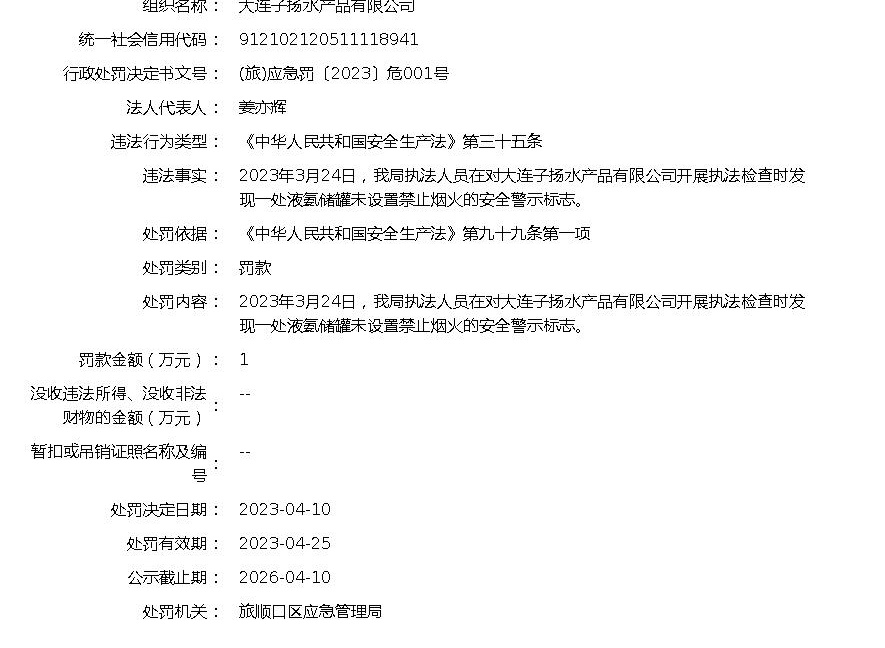 组织名称： 大连子扬水产品有限公司
统一社会信用代码： 912102120511118941
行政处罚决定书文号： (旅)应急罚〔2023〕危001号
法人代表人： 姜亦辉
违法行为类型： 《中华人民共和国安全生产法》第三十五条
违法事实： 2023年3月24日，我局执法人员在对大连子扬水产品有限公司开展执法检查时发
现一处液氨储罐未设置禁止烟火的安全警示标志。
处罚依据： 《中华人民共和国安全生产法》第九十九条第一项
处罚类别： 罚款
处罚内容： 2023年3月24日，我局执法人员在对大连子扬水产品有限公司开展执法检查时发
现一处液氨储罐未设置禁止烟火的安全警示标志。
罚款金额（万元）： 1
没收违法所得、没收非法
财物的金额（万元）： --
暂扣或吊销证照名称及编
号： --
处罚决定日期： 2023-04-10
处罚有效期： 2023-04-25
公示截止期： 2026-04-10
处罚机关： 旅顺口区应急管理局